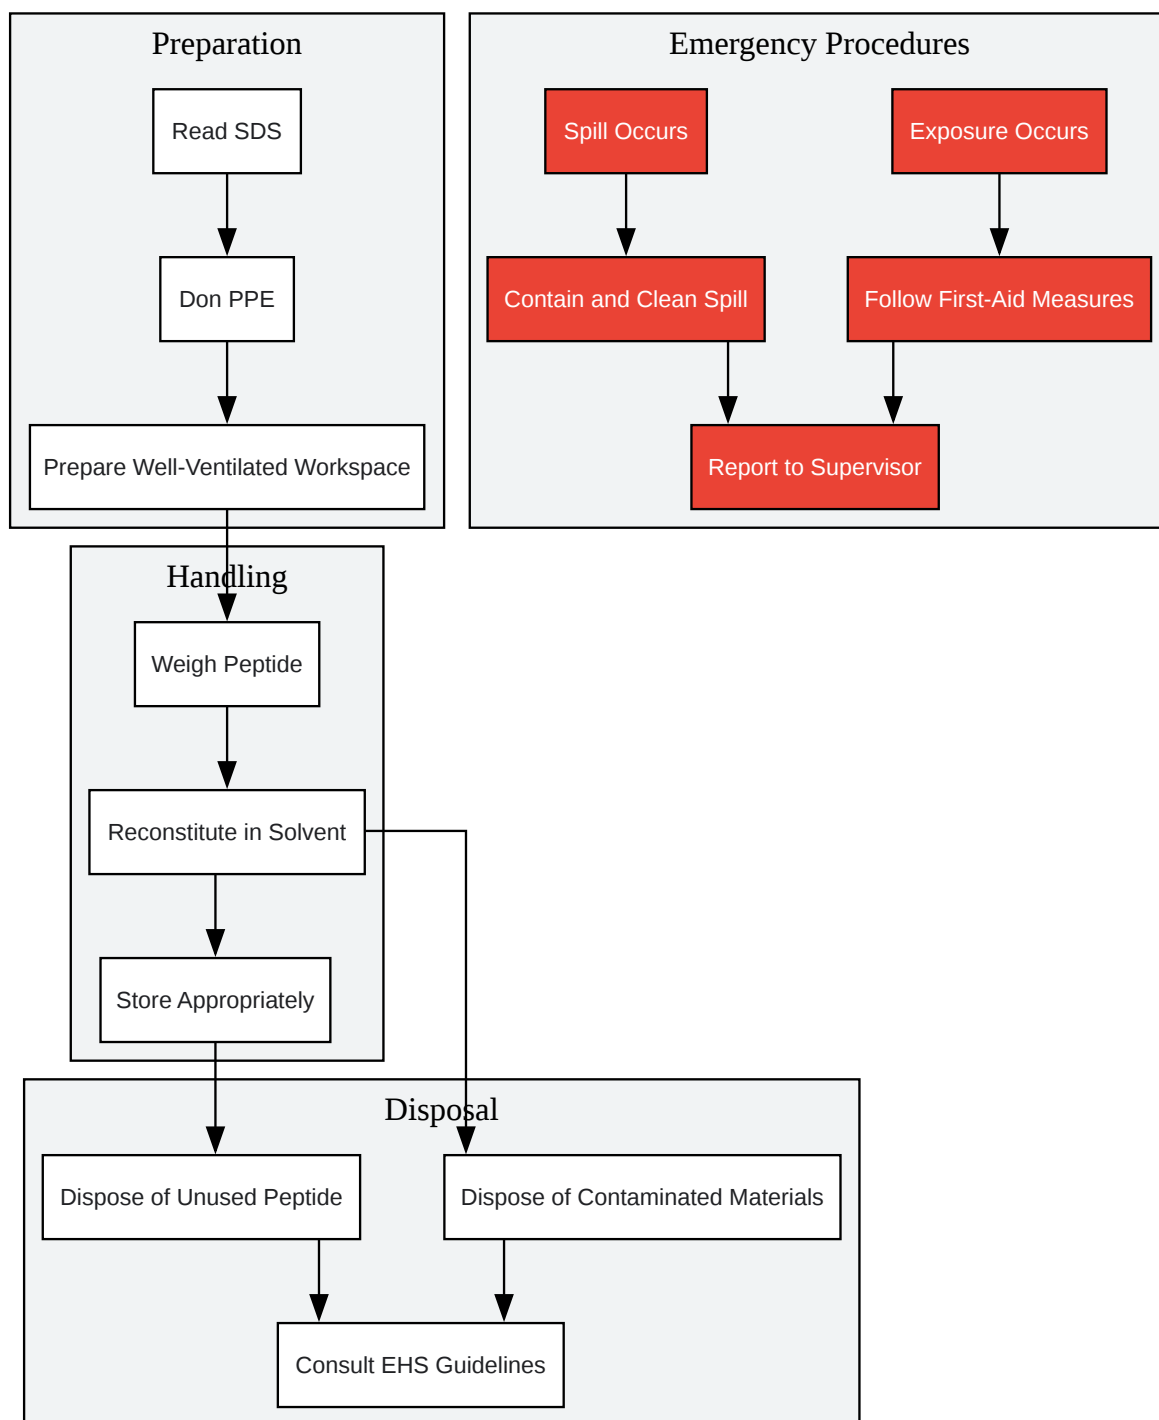 Preparation
Read SDS
Don PPE
Prepare Well-Ventilated Workspace
Emergency Procedures
Spill Occurs
Exposure Occurs
Contain and Clean Spill
Follow First-Aid Measures
Report to Supervisor
Handling
Weigh Peptide
Reconstitute in Solvent
Store Appropriately
Disposal
Dispose of Unused Peptide
Dispose of Contaminated Materials
Consult EHS Guidelines